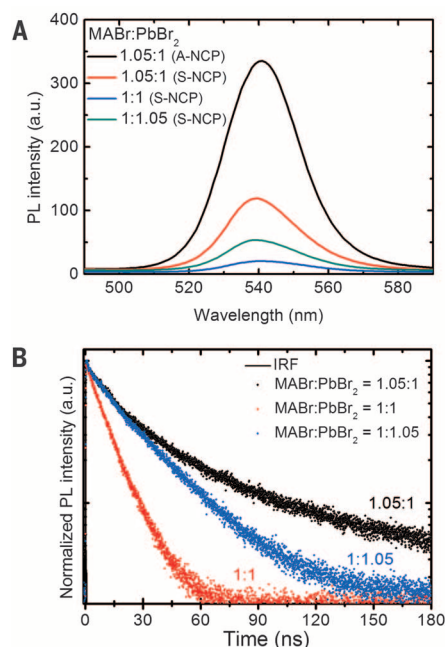 A
MABr:PbBr₂
1.05:1 (A-NCP)
1.05:1 (S-NCP)
1:1 (S-NCP)
1:1.05 (S-NCP)
PL intensity (a.u.)
400
300
200
100
0
500 520 540 560 580
Wavelength (nm)
B
IRF
MABr:PbBr₂ = 1.05:1
MABr:PbBr₂ = 1:1
MABr:PbBr₂ = 1:1.05
Normalized PL intensity (a.u.)
1.05:1
1:1.05
1:1
0 30 60 90 120 150 180
Time (ns)